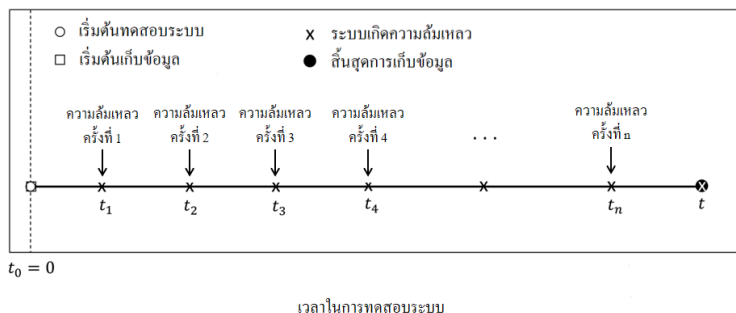 เริ่มต้นทดสอบระบบ
ระบบเกิดความล้มเหลว
เริ่มต้นเก็บข้อมูล
สิ้นสุดการเก็บข้อมูล
ความล้มเหลว
ครั้งที่ 1
ความล้มเหลว
ครั้งที่ 2
ความล้มเหลว
ครั้งที่ 3
ความล้มเหลว
ครั้งที่ 4
...
ความล้มเหลว
ครั้งที่ n
t₁
t₂
t₃
t₄
tₙ
t
t₀ = 0
เวลาในการทดสอบระบบ